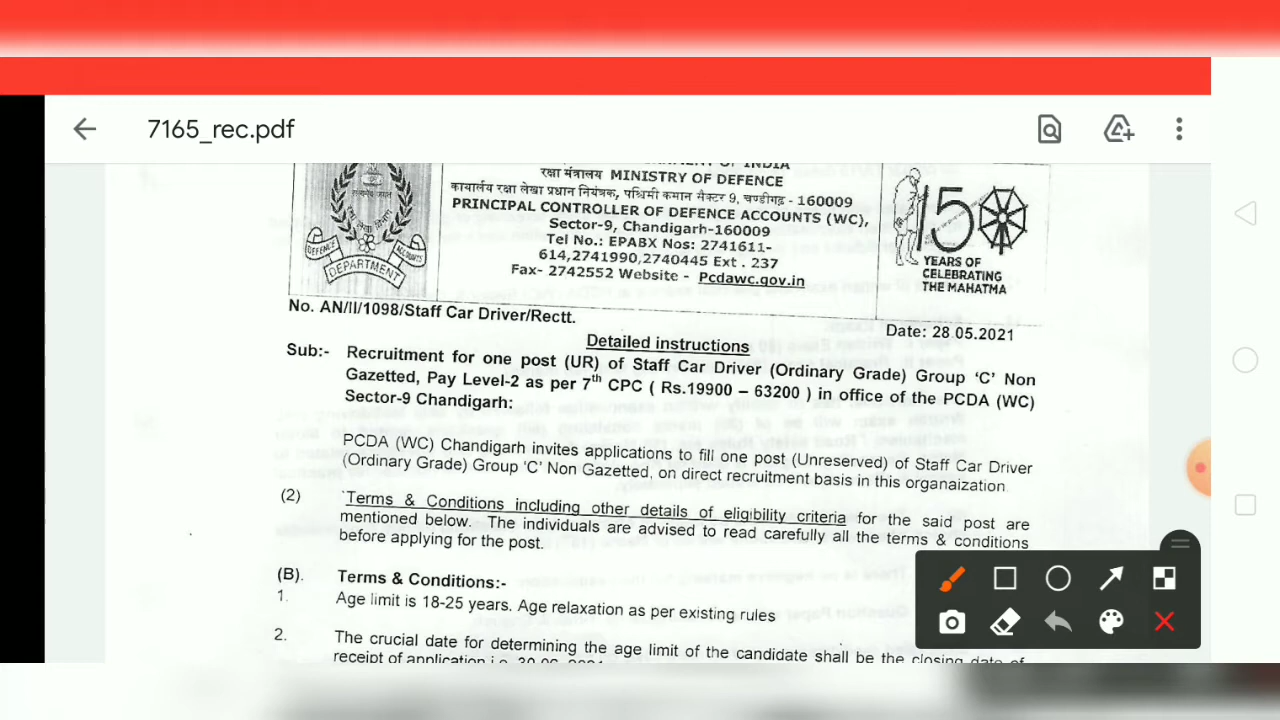 7165_rec.pdf
OF INDIA
रक्षा मंत्रालय MINISTRY OF DEFENCE
कार्यालय रक्षा लेखा प्रधान नियंत्रक, पश्चिमी कमान सैक्टर 9, चण्डीगढ़ - 160009
PRINCIPAL CONTROLLER OF DEFENCE ACCOUNTS (WC),
Sector-9, Chandigarh-160009
Tel No.: EPABX Nos: 2741611-
614,2741990,2740445 Ext . 237
Fax- 2742552 Website - Pcdawc.gov.in
DEFENCE ACCOUNTS
DEPARTMENT
150
YEARS OF
CELEBRATING
THE MAHATMA
No. AN/II/1098/Staff Car Driver/Rectt.
Date: 28.05.2021
Detailed instructions
Sub:- Recruitment for one post (UR) of Staff Car Driver (Ordinary Grade) Group 'C' Non
Gazetted, Pay Level-2 as per 7th CPC ( Rs.19900 – 63200 ) in office of the PCDA (WC)
Sector-9 Chandigarh:
PCDA (WC) Chandigarh invites applications to fill one post (Unreserved) of Staff Car Driver
(Ordinary Grade) Group 'C' Non Gazetted, on direct recruitment basis in this organaization
(2) Terms & Conditions including other details of eligibility criteria for the said post are
mentioned below. The individuals are advised to read carefully all the terms & conditions
before applying for the post.
(B). Terms & Conditions:-
1. Age limit is 18-25 years. Age relaxation as per existing rules
2. The crucial date for determining the age limit of the candidate shall be the closing date of
receipt of application i.e. 30.06.2021